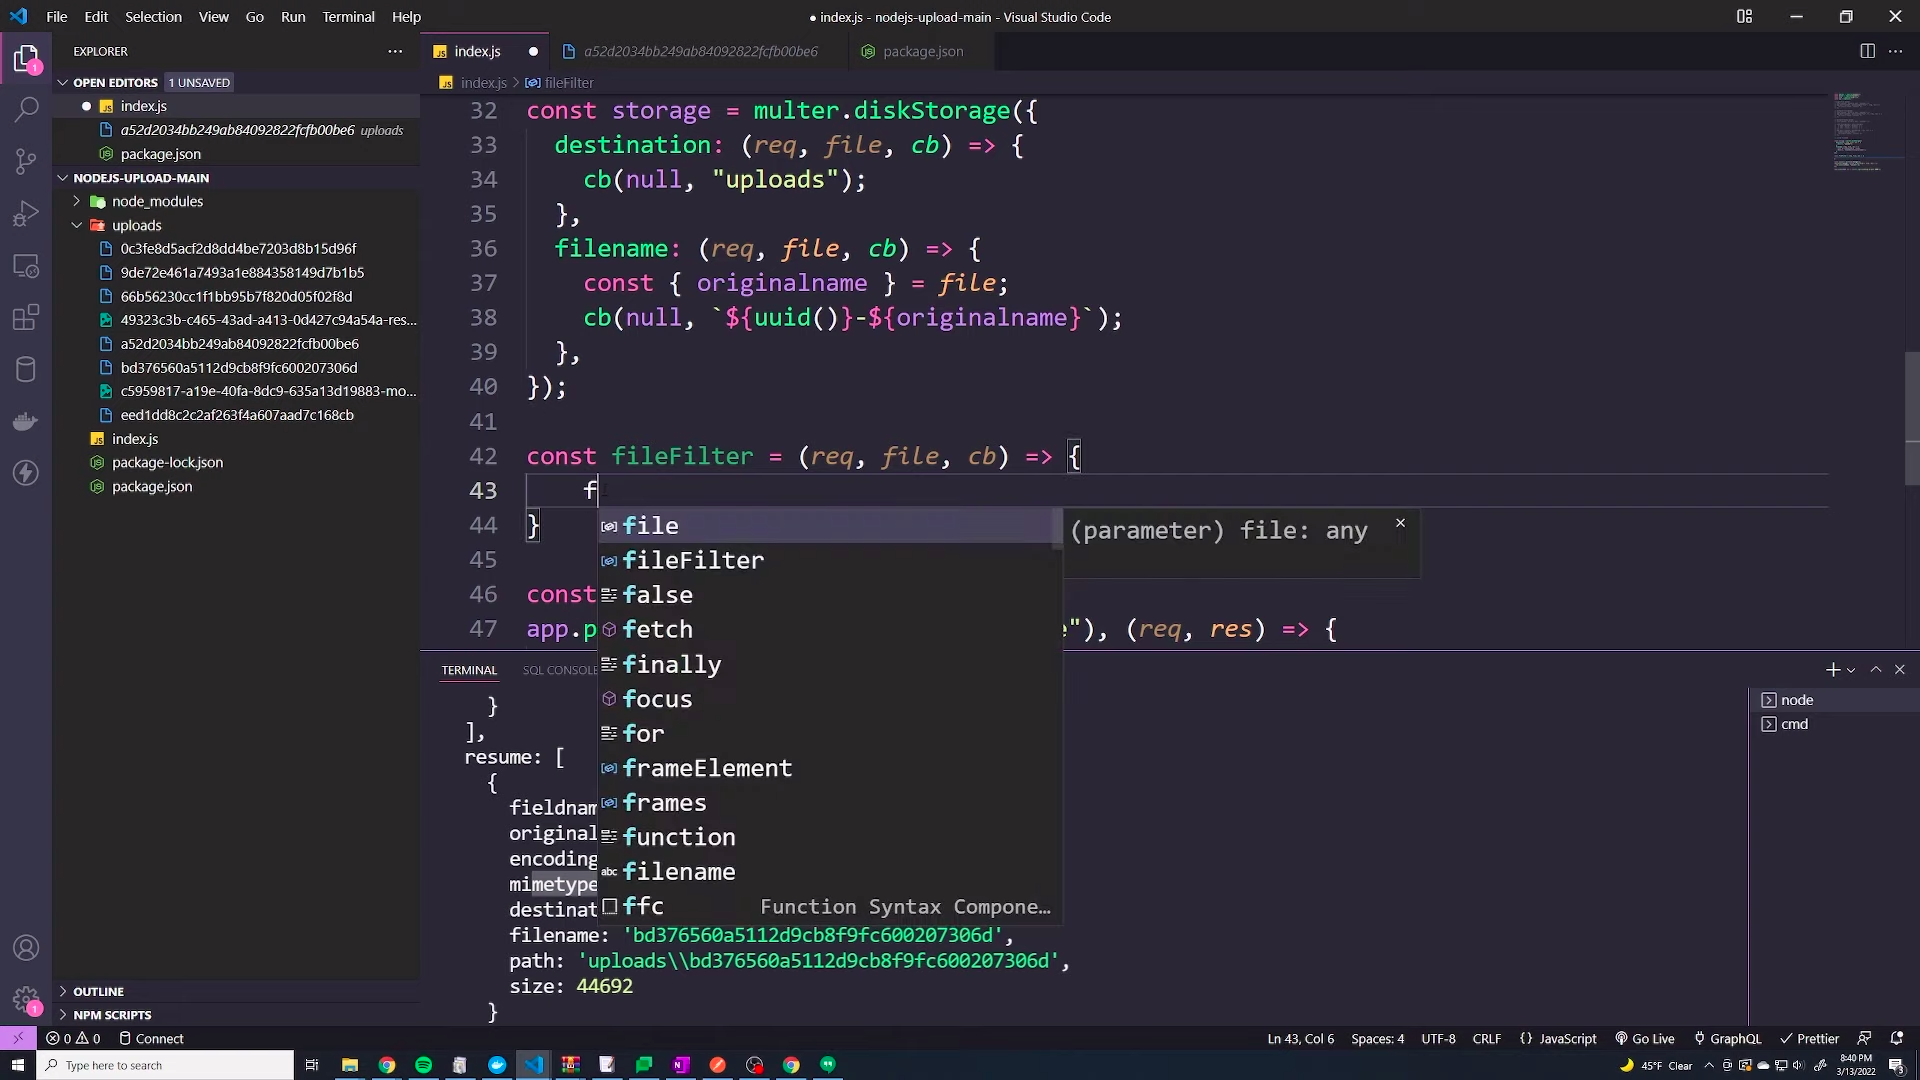 File Edit Selection View Go Run Terminal Help
● index.js - nodejs-upload-main - Visual Studio Code
EXPLORER
OPEN EDITORS 1 UNSAVED
JS index.js
a52d2034bb249ab84092822fcfb00be6 uploads
package.json
NODEJS-UPLOAD-MAIN
node_modules
uploads
0c3fe8d5acf2d8dd4be7203d8b15d96f
9de72e461a7493a1e884358149d7b1b5
66b56230cc1f1bb95b7f820d05f02f8d
49323c3b-c465-43ad-a413-0d427c94a54a-res...
a52d2034bb249ab84092822fcfb00be6
bd376560a5112d9cb8f9fc600207306d
c5959817-a19e-40fa-8dc9-635a13d19883-mo...
eed1dd8c2c2af263f4a607aad7c168cb
JS index.js
package-lock.json
package.json
OUTLINE
NPM SCRIPTS
JS index.js
a52d2034bb249ab84092822fcfb00be6
package.json
JS index.js > fileFilter
32 const storage = multer.diskStorage({
33 destination: (req, file, cb) => {
34 cb(null, "uploads");
35 },
36 filename: (req, file, cb) => {
37 const { originalname } = file;
38 cb(null, `${uuid()}-${originalname}`);
39 },
40 });
41
42 const fileFilter = (req, file, cb) => {
43 f
44 }
45
46 const
47 app.p e"), (req, res) => {
file
fileFilter
false
fetch
finally
focus
for
frameElement
frames
function
abc filename
ffc Function Syntax Compone...
(parameter) file: any
TERMINAL SQL CONSOLE
}
],
resume: [
{
fieldnam
original
encoding
mimetype
destinat
filename: 'bd376560a5112d9cb8f9fc600207306d',
path: 'uploads\\bd376560a5112d9cb8f9fc600207306d',
size: 44692
}
node
cmd
1
1
0 0 Connect
Ln 43, Col 6 Spaces: 4 UTF-8 CRLF {} JavaScript Go Live GraphQL Prettier
Type here to search
45°F Clear
8:40 PM
3/13/2022
3